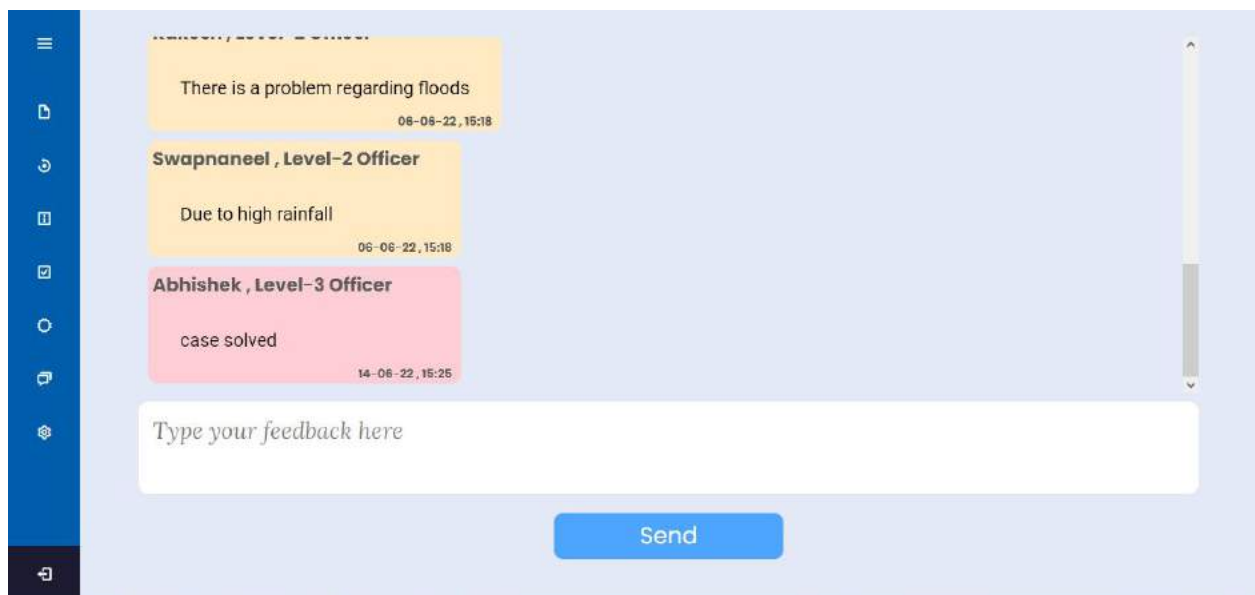 There is a problem regarding floods
06-06-22, 15:18
Swapnaneel , Level-2 Officer
Due to high rainfall
06-06-22, 15:18
Abhishek , Level-3 Officer
case solved
14-06-22, 15:25
Type your feedback here
Send